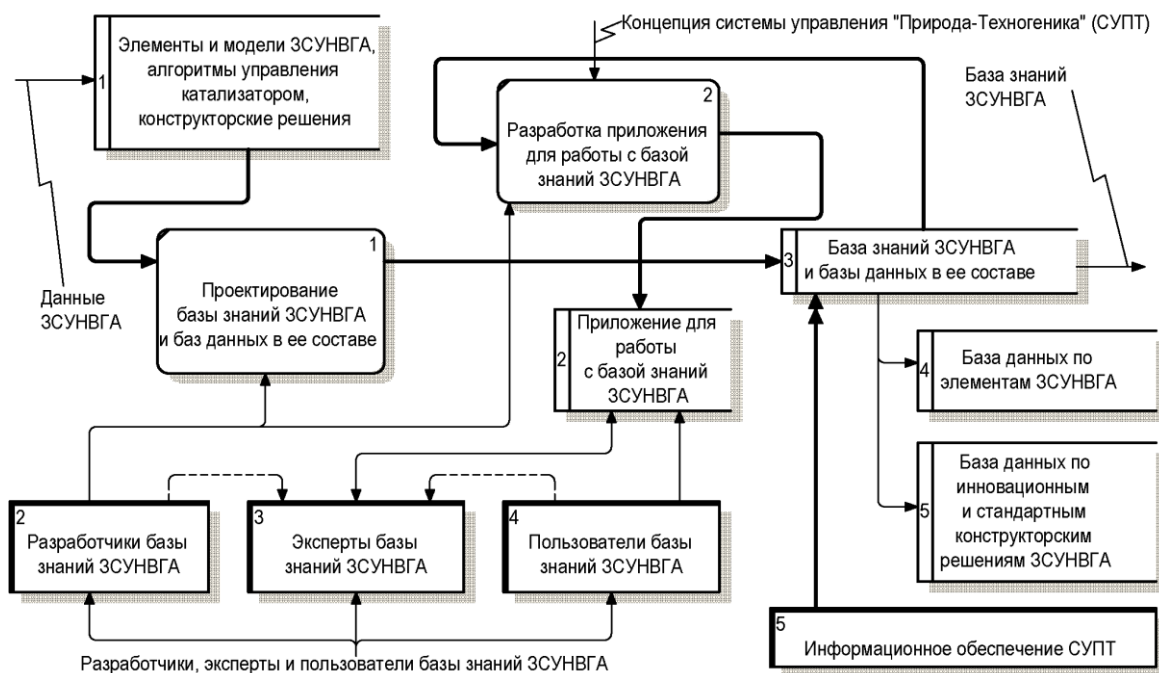 Концепция системы управления "Природа-Техногеника" (СУПТ)
1
Элементы и модели ЗСУНВГА,
алгоритмы управления
катализатором,
конструкторские решения
2
Разработка приложения
для работы с базой
знаний ЗСУНВГА
База знаний
ЗСУНВГА
Данные
ЗСУНВГА
1
Проектирование
базы знаний ЗСУНВГА
и баз данных в ее составе
3
База знаний ЗСУНВГА
и базы данных в ее составе
2
Приложение для
работы
с базой знаний
ЗСУНВГА
4
База данных по
элементам ЗСУНВГА
5
База данных по
инновационным
и стандартным
конструкторским
решениям ЗСУНВГА
2
Разработчики базы
знаний ЗСУНВГА
3
Эксперты базы
знаний ЗСУНВГА
4
Пользователи базы
знаний ЗСУНВГА
5
Информационное обеспечение СУПТ
Разработчики, эксперты и пользователи базы знаний ЗСУНВГА